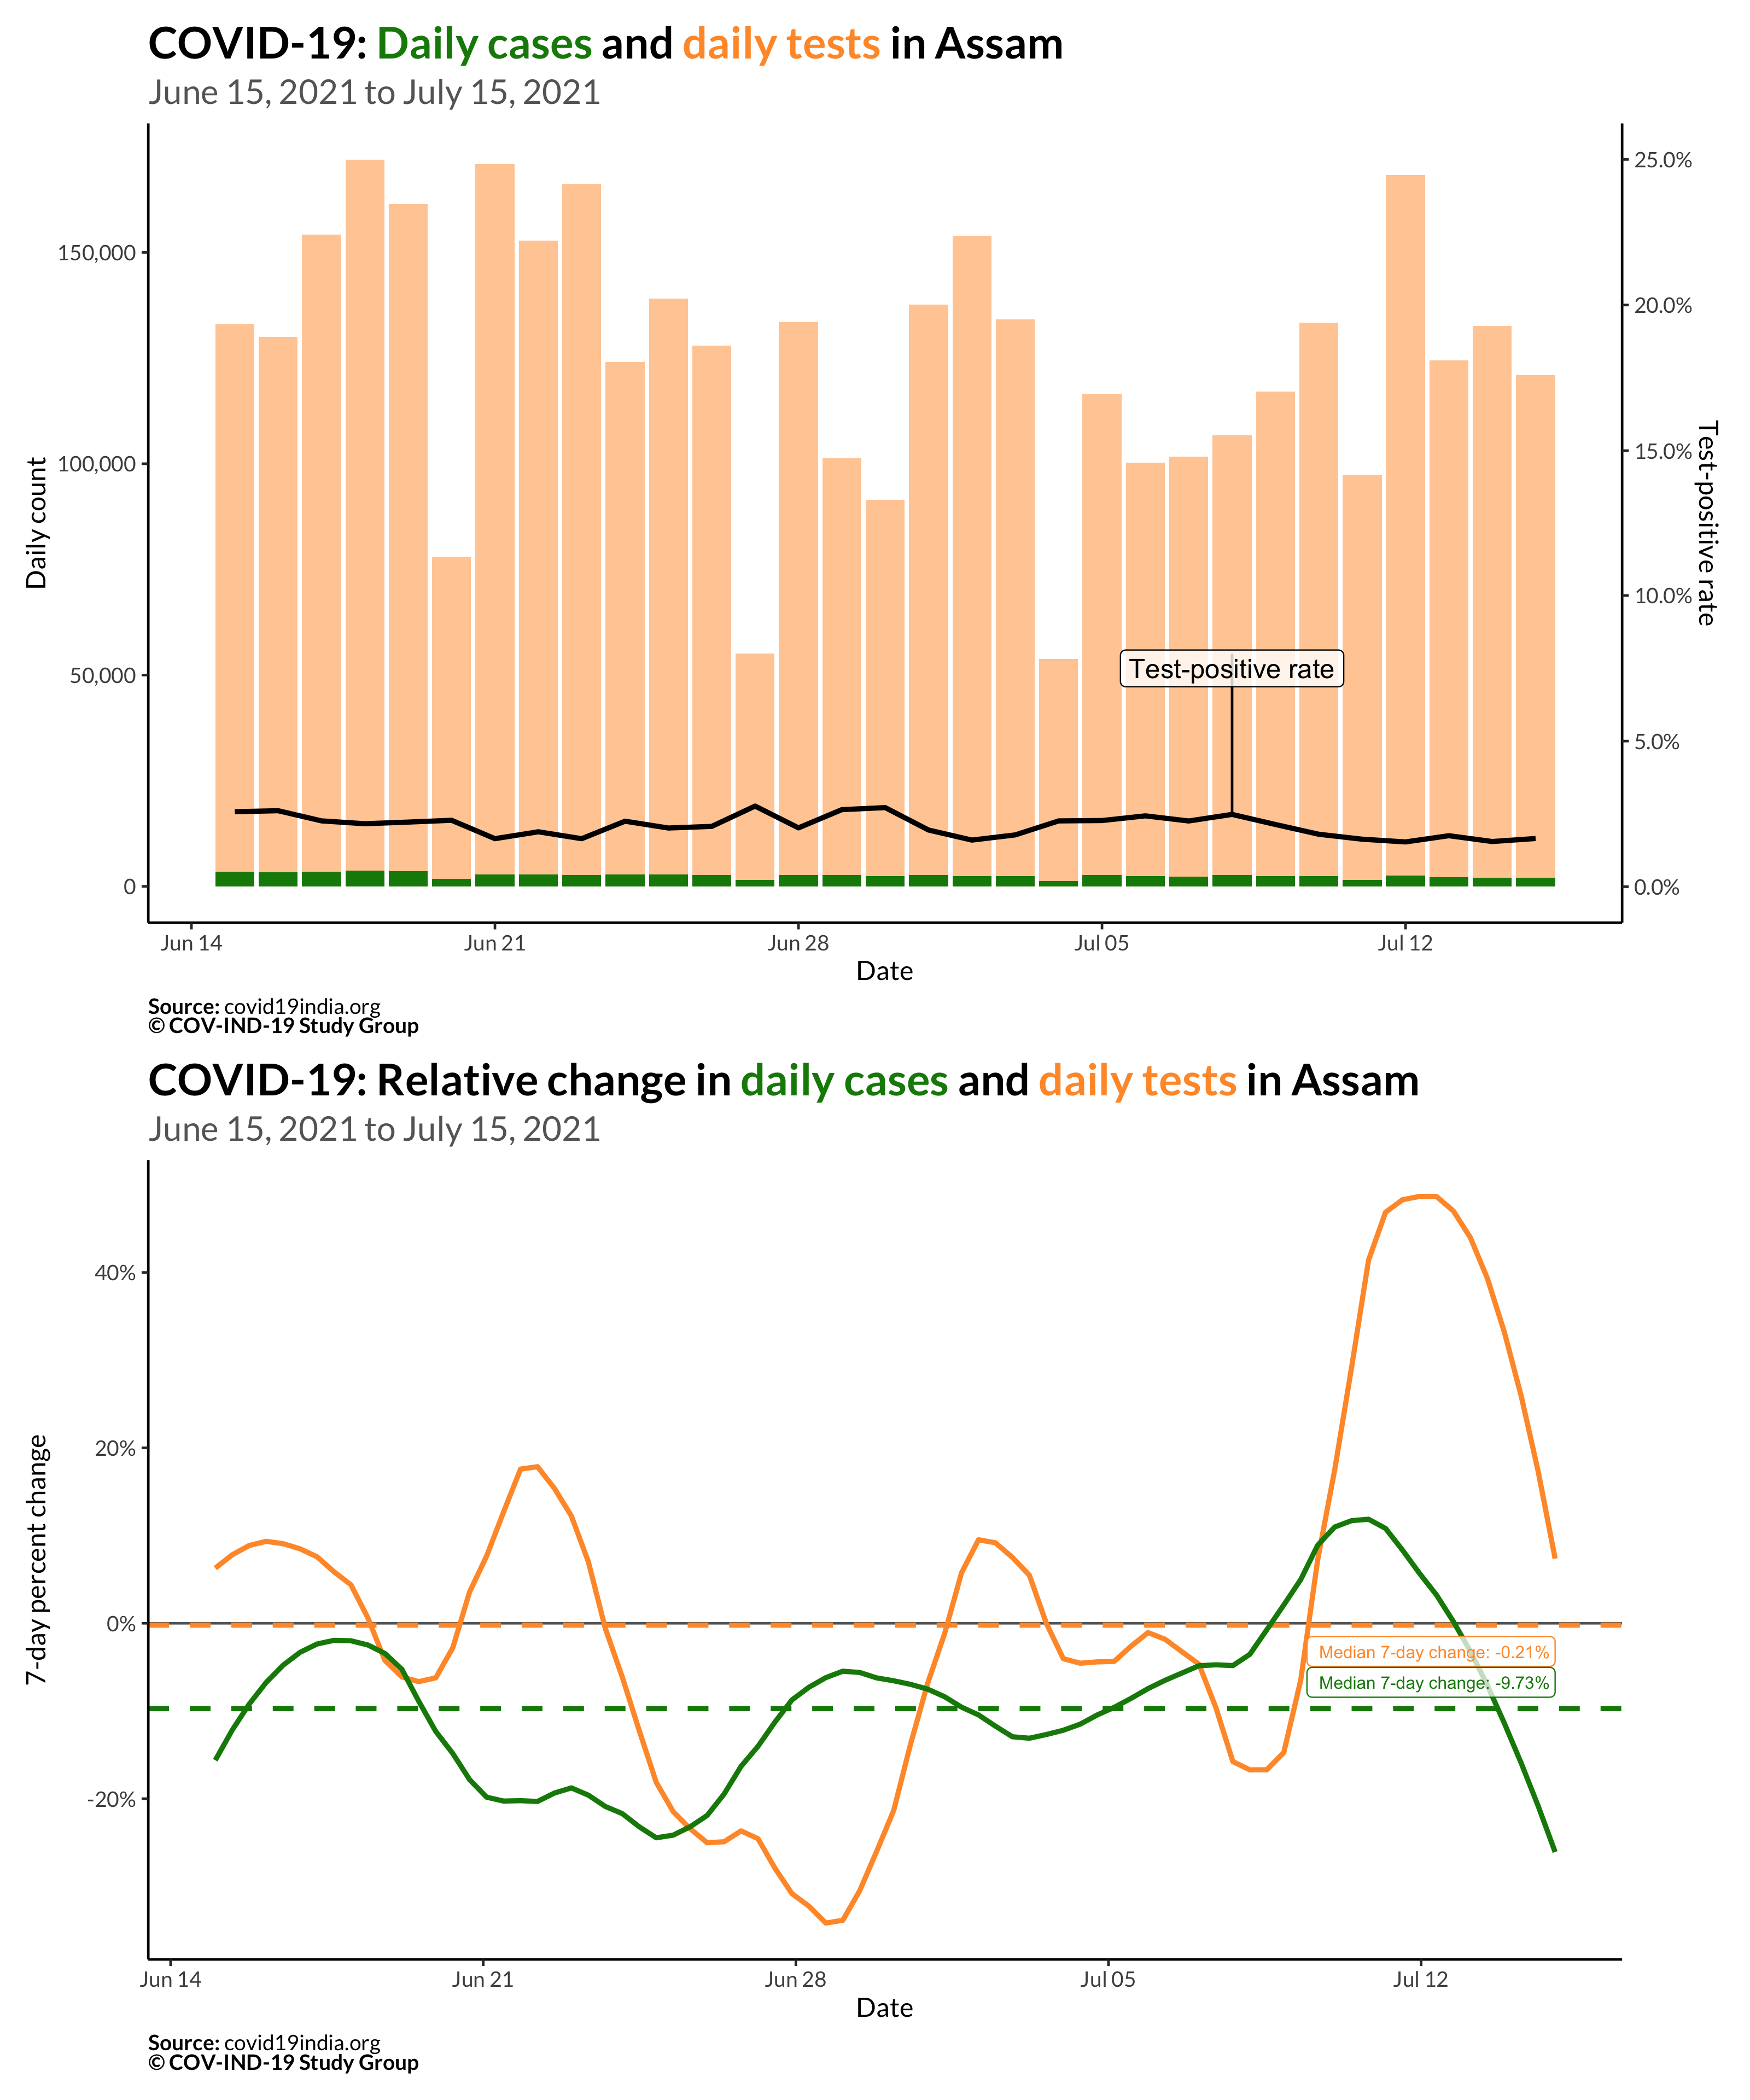 COVID-19: Daily cases and daily tests in Assam
June 15, 2021 to July 15, 2021
Daily count
150,000
100,000
50,000
0
25.0%
20.0%
15.0%
10.0%
5.0%
0.0%
Test-positive rate
Test-positive rate
Jun 14
Jun 21
Jun 28
Jul 05
Jul 12
Date
Source: covid19india.org
© COV-IND-19 Study Group
COVID-19: Relative change in daily cases and daily tests in Assam
June 15, 2021 to July 15, 2021
7-day percent change
40%
20%
0%
-20%
Median 7-day change: -0.21%
Median 7-day change: -9.73%
Jun 14
Jun 21
Jun 28
Jul 05
Jul 12
Date
Source: covid19india.org
© COV-IND-19 Study Group